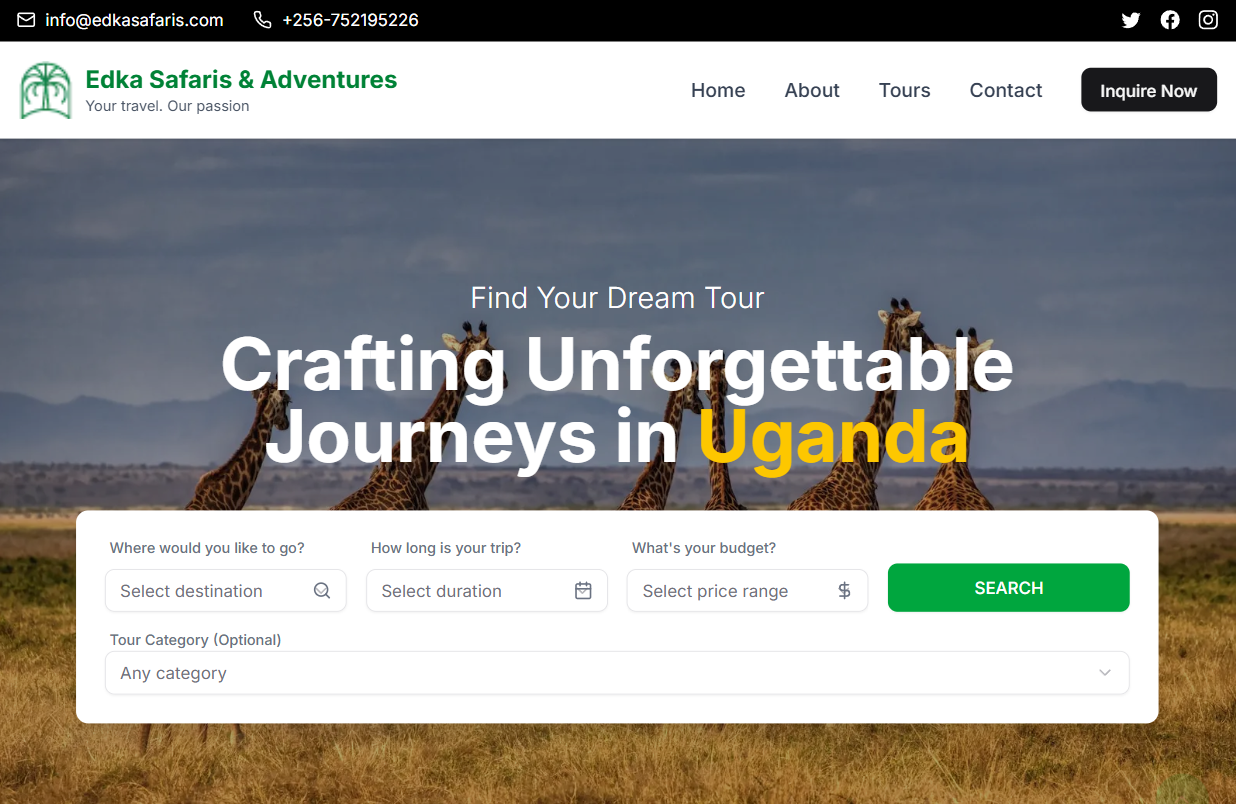 info@edkasafaris.com +256-752195226
Edka Safaris & Adventures
Your travel. Our passion
Home About Tours Contact Inquire Now
Find Your Dream Tour
Crafting Unforgettable
Journeys in Uganda
Where would you like to go? How long is your trip? What's your budget?
Select destination Select duration Select price range SEARCH
Tour Category (Optional)
Any category